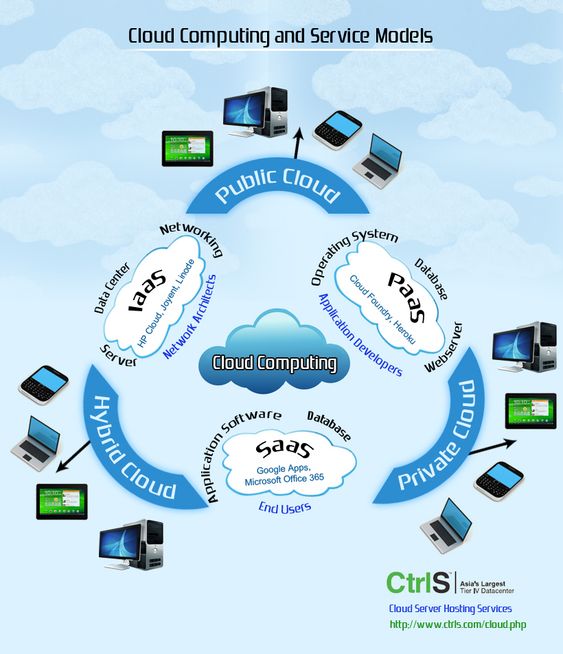 Cloud Computing and Service Models
Public Cloud
Networking
Data Center
Server
IaaS
HP Cloud, Joyent, Linode
Network Architects
Operating System
Database
Webserver
PaaS
Cloud Foundry, Heroku
Application Developers
Cloud Computing
Hybrid Cloud
Private Cloud
Application Software
Database
SaaS
Google Apps,
Microsoft Office 365
End Users
CtrlS
Asia's Largest
Tier IV Datacenter
Cloud Server Hosting Services
http://www.ctrls.com/cloud.php